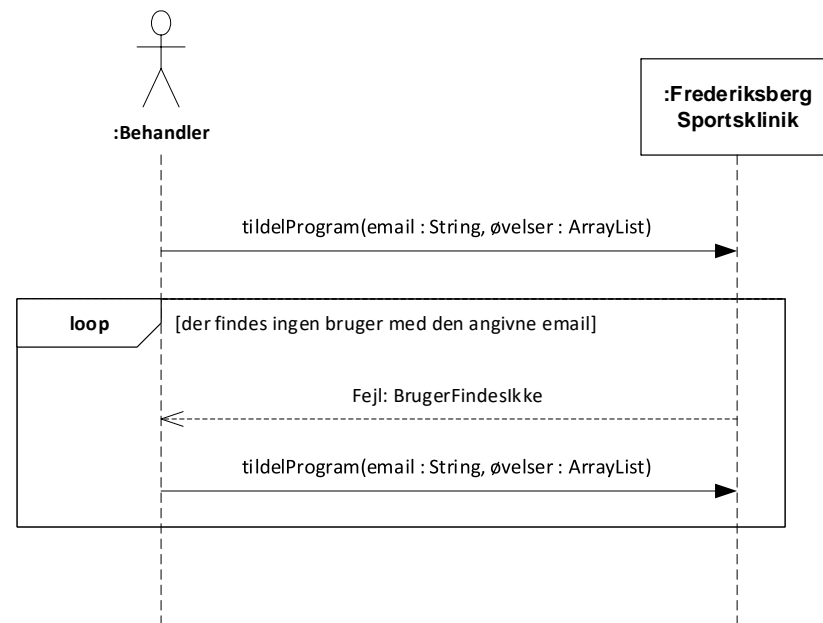 :Behandler
:Frederiksberg
Sportsklinik
tildelProgram(email : String, øvelser : ArrayList)
loop
[der findes ingen bruger med den angivne email]
Fejl: BrugerFindesIkke
tildelProgram(email : String, øvelser : ArrayList)